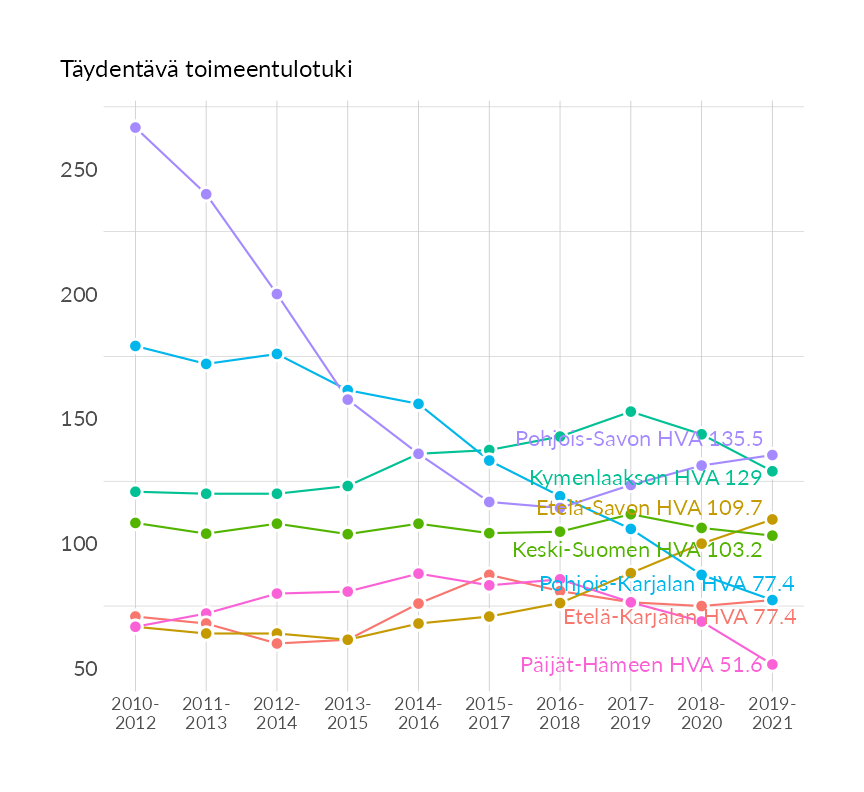 Täydentävä toimeentulotuki
250
200
150
100
50
Pohjois-Savon HVA 135.5
Kymenlaakson HVA 129
Etelä-Savon HVA 109.7
Keski-Suomen HVA 103.2
Pohjois-Karjalan HVA 77.4
Etelä-Karjalan HVA 77.4
Päijät-Hämeen HVA 51.6
2010- 2011- 2012- 2013- 2014- 2015- 2016- 2017- 2018- 2019-
2012 2013 2014 2015 2016 2017 2018 2019 2020 2021